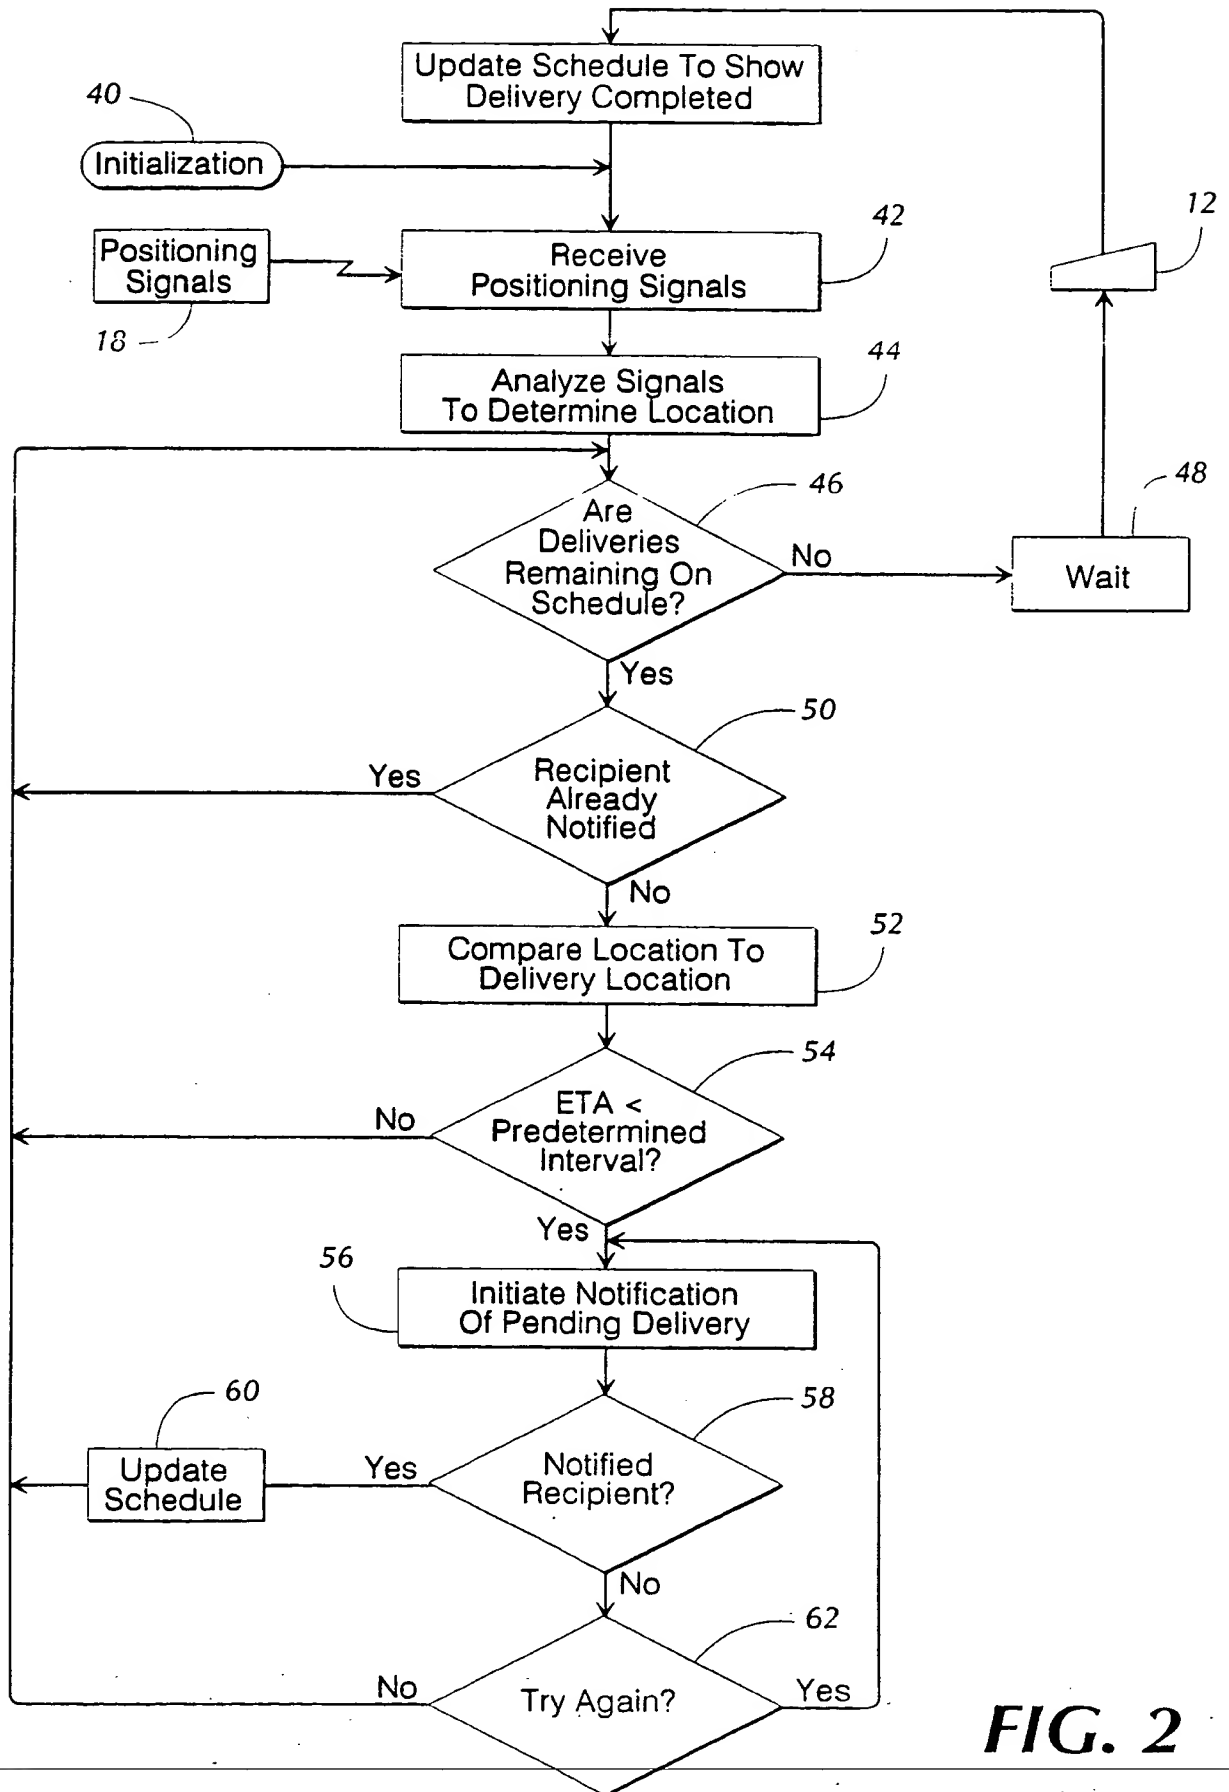 Update Schedule To Show
Delivery Completed
40
Initialization
12
42
Positioning
Signals
Receive
Positioning Signals
18
44
Analyze Signals
To Determine Location
46
48
Are
Deliveries
Remaining On
Schedule?
No
Wait
Yes
50
Yes
Recipient
Already
Notified
No
52
Compare Location To
Delivery Location
54
No
ETA <
Predetermined
Interval?
Yes
56
Initiate Notification
Of Pending Delivery
60
58
Update
Schedule
Yes
Notified
Recipient?
No
62
No
Try Again?
Yes
FIG. 2